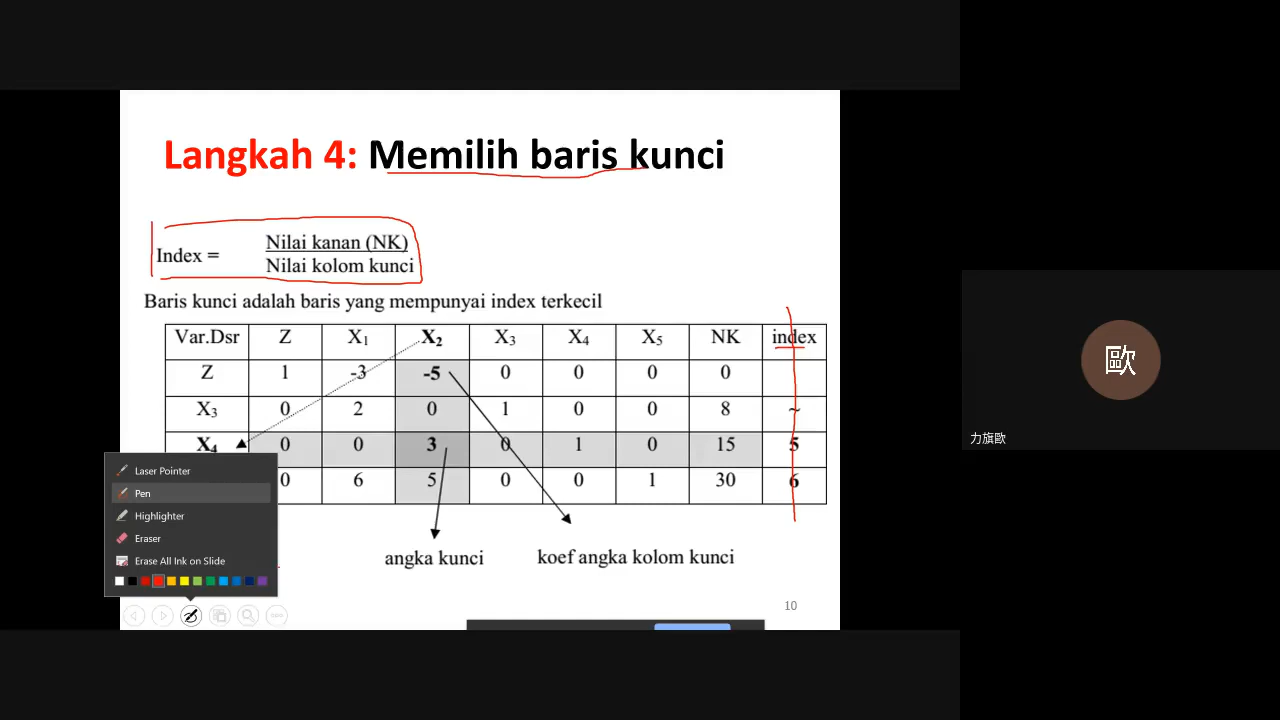 Langkah 4: Memilih baris kunci
Index = Nilai kanan (NK)
Nilai kolom kunci
Baris kunci adalah baris yang mempunyai index terkecil
Var.Dsr Z X1 X2 X3 X4 X5 NK index
Z 1 -3 -5 0 0 0 0
X3 0 2 0 1 0 0 8 ~
X4 0 0 3 0 1 0 15 5
0 6 5 0 0 1 30 6
angka kunci koef angka kolom kunci
10
Laser Pointer
Pen
Highlighter
Eraser
Erase All Ink on Slide
歐
力旗歐